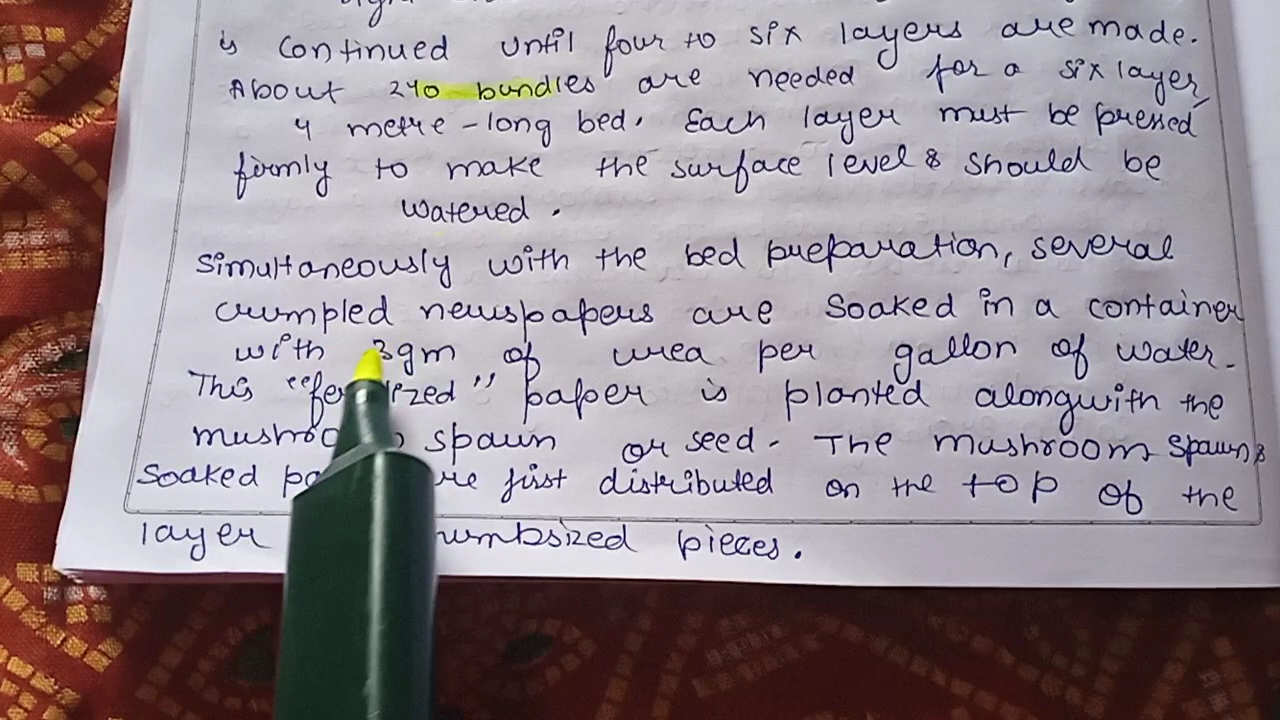 is continued until four to six layers are made.
About 240 bundles are needed for a six layer,
4 metre-long bed. Each layer must be pressed
firmly to make the surface level & should be
watered.
Simultaneously with the bed preparation, several
crumpled newspapers are soaked in a container
with 3gm of urea per gallon of water.
This " " paper is planted alongwith the
spawn or seed. The mushroom spawn &
soaked first distributed on the top of the
layer pieces.